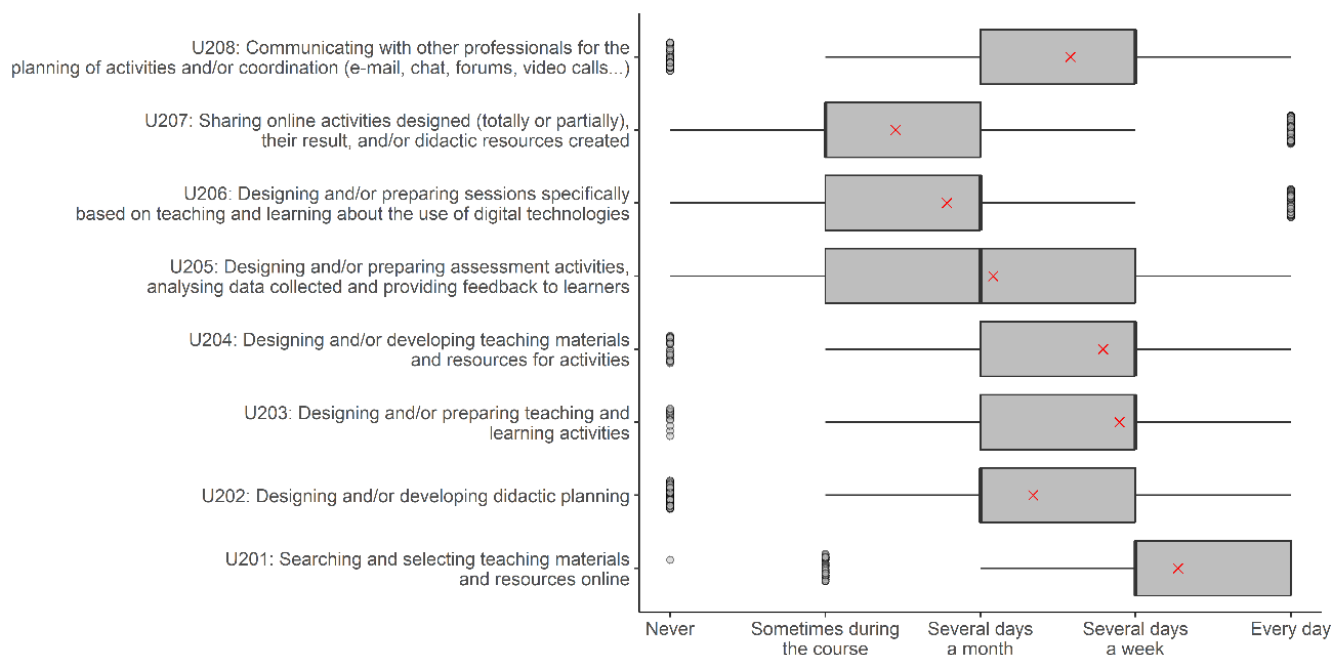 U208: Communicating with other professionals for the
planning of activities and/or coordination (e-mail, chat, forums, video calls...)
U207: Sharing online activities designed (totally or partially),
their result, and/or didactic resources created
U206: Designing and/or preparing sessions specifically
based on teaching and learning about the use of digital technologies
U205: Designing and/or preparing assessment activities,
analysing data collected and providing feedback to learners
U204: Designing and/or developing teaching materials
and resources for activities
U203: Designing and/or preparing teaching and
learning activities
U202: Designing and/or developing didactic planning
U201: Searching and selecting teaching materials
and resources online
Never
Sometimes during
the course
Several days
a month
Several days
a week
Every day